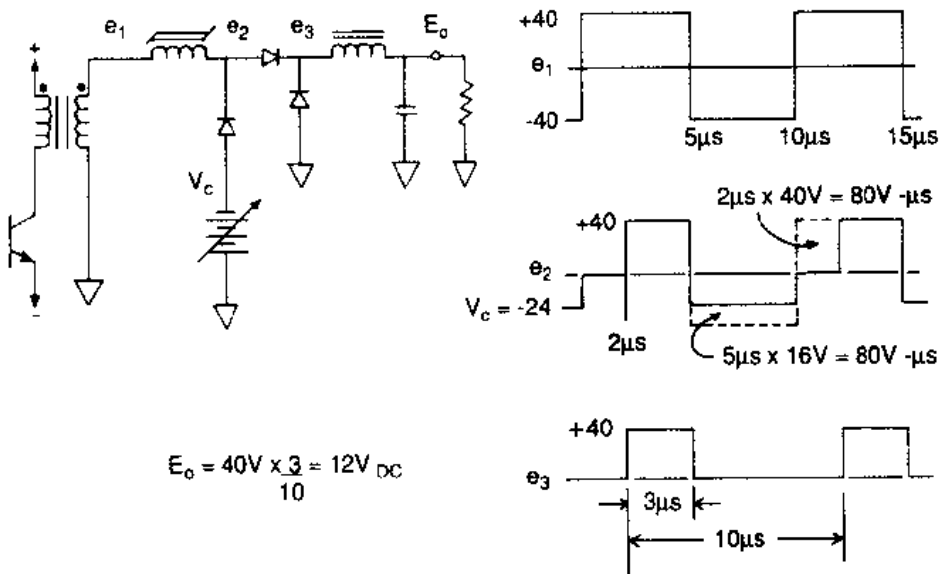 e1 e2 e3 Eo
+
Vc
−
Eo = 40V x 3 = 12V DC
10
+40
e1
-40
5µs 10µs 15µs
2µs x 40V = 80V -µs
+40
e2
Vc = -24
2µs
5µs x 16V = 80V -µs
+40
e3
3µs
10µs